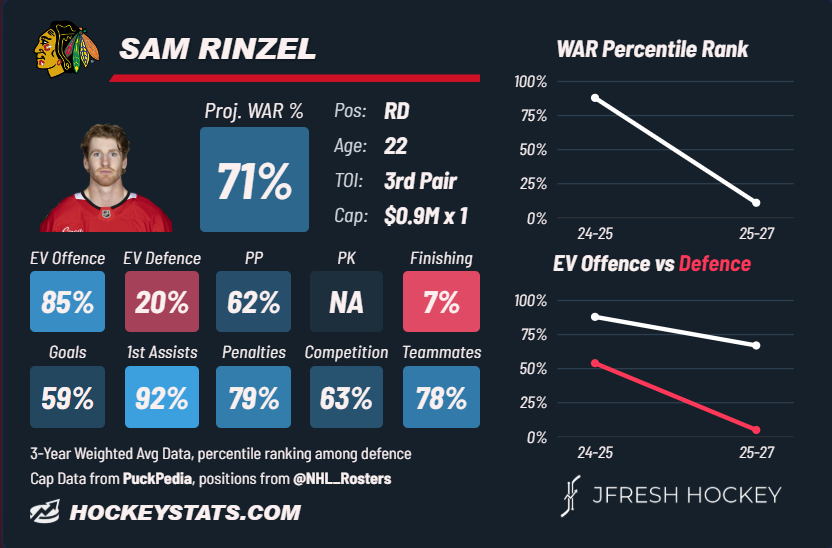 SAM RINZEL
Proj. WAR %
71%
Pos: RD
Age: 22
TOI: 3rd Pair
Cap: $0.9M x 1
EV Offence EV Defence PP PK Finishing
85% 20% 62% NA 7%
Goals 1st Assists Penalties Competition Teammates
59% 92% 79% 63% 78%
3-Year Weighted Avg Data, percentile ranking among defence
Cap Data from PuckPedia, positions from @NHL_Rosters
HOCKEYSTATS.COM
WAR Percentile Rank
100%
75%
50%
25%
0%
24-25 25-27
EV Offence vs Defence
100%
75%
50%
25%
0%
24-25 25-27
JFRESH HOCKEY